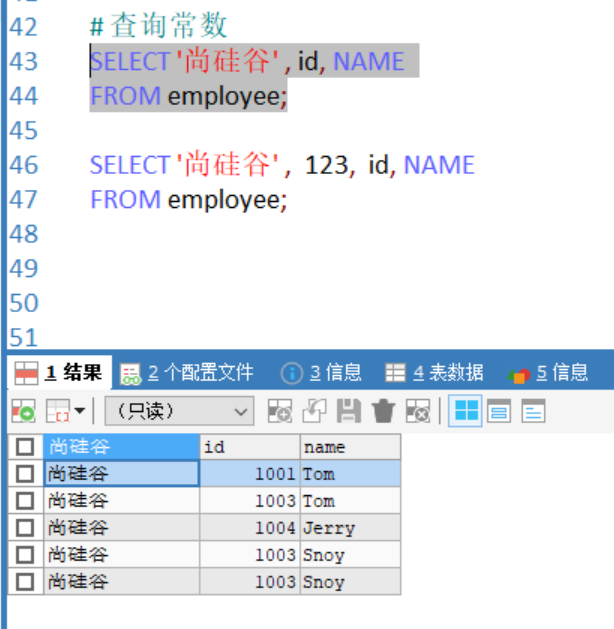 42 #查询常数
43 SELECT '尚硅谷', id, NAME
44 FROM employee;
45
46 SELECT '尚硅谷', 123, id, NAME
47 FROM employee;
48
49
50
51
1 结果 2 个配置文件 3 信息 4 表数据 5 信息
（只读）
尚硅谷 id name
尚硅谷 1001 Tom
尚硅谷 1003 Tom
尚硅谷 1004 Jerry
尚硅谷 1003 Snoy
尚硅谷 1003 Snoy